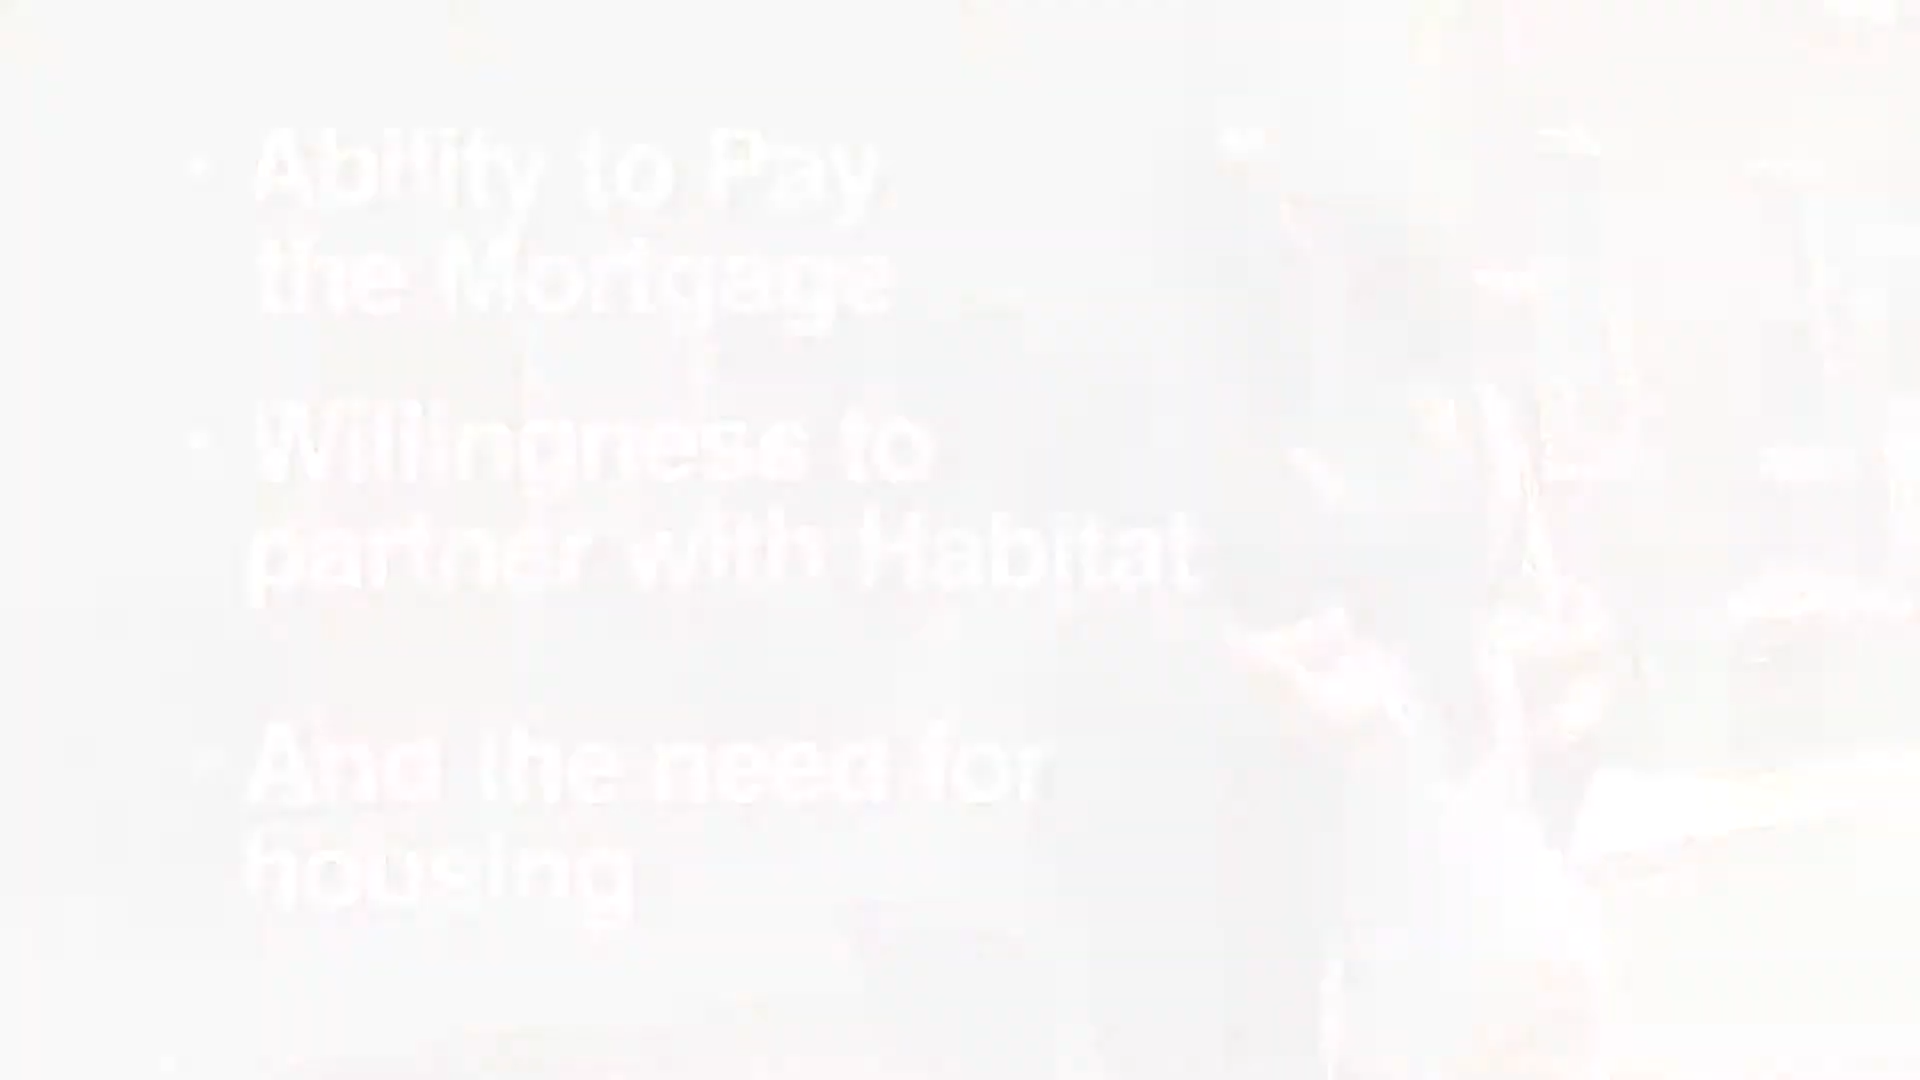 • Ability to Pay
the Mortgage
• Willingness to
partner with Habitat
• And the need for
housing